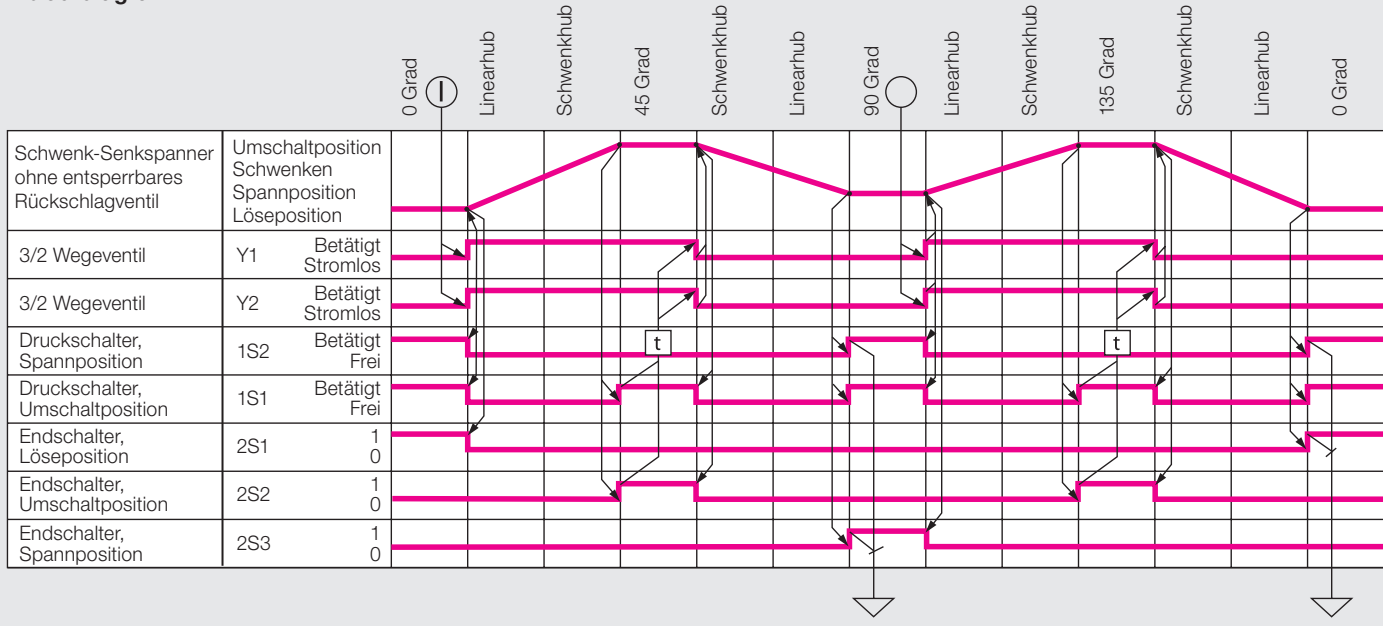 0 Grad
Linearhub
Schwenkhub
45 Grad
Schwenkhub
Linearhub
90 Grad
Linearhub
Schwenkhub
135 Grad
Schwenkhub
Linearhub
0 Grad
Schwenk-Senkspanner
ohne entsperrbares
Rückschlagventil
Umschaltposition
Schwenken
Spannposition
Löseposition
3/2 Wegeventil Y1 Betätigt
Stromlos
3/2 Wegeventil Y2 Betätigt
Stromlos
Druckschalter,
Spannposition
1S2
Betätigt
Frei
t
t
Druckschalter,
Umschaltposition
1S1
Betätigt
Frei
Endschalter,
Löseposition
2S1
1
0
Endschalter,
Umschaltposition
2S2
1
0
Endschalter,
Spannposition
2S3
1
0